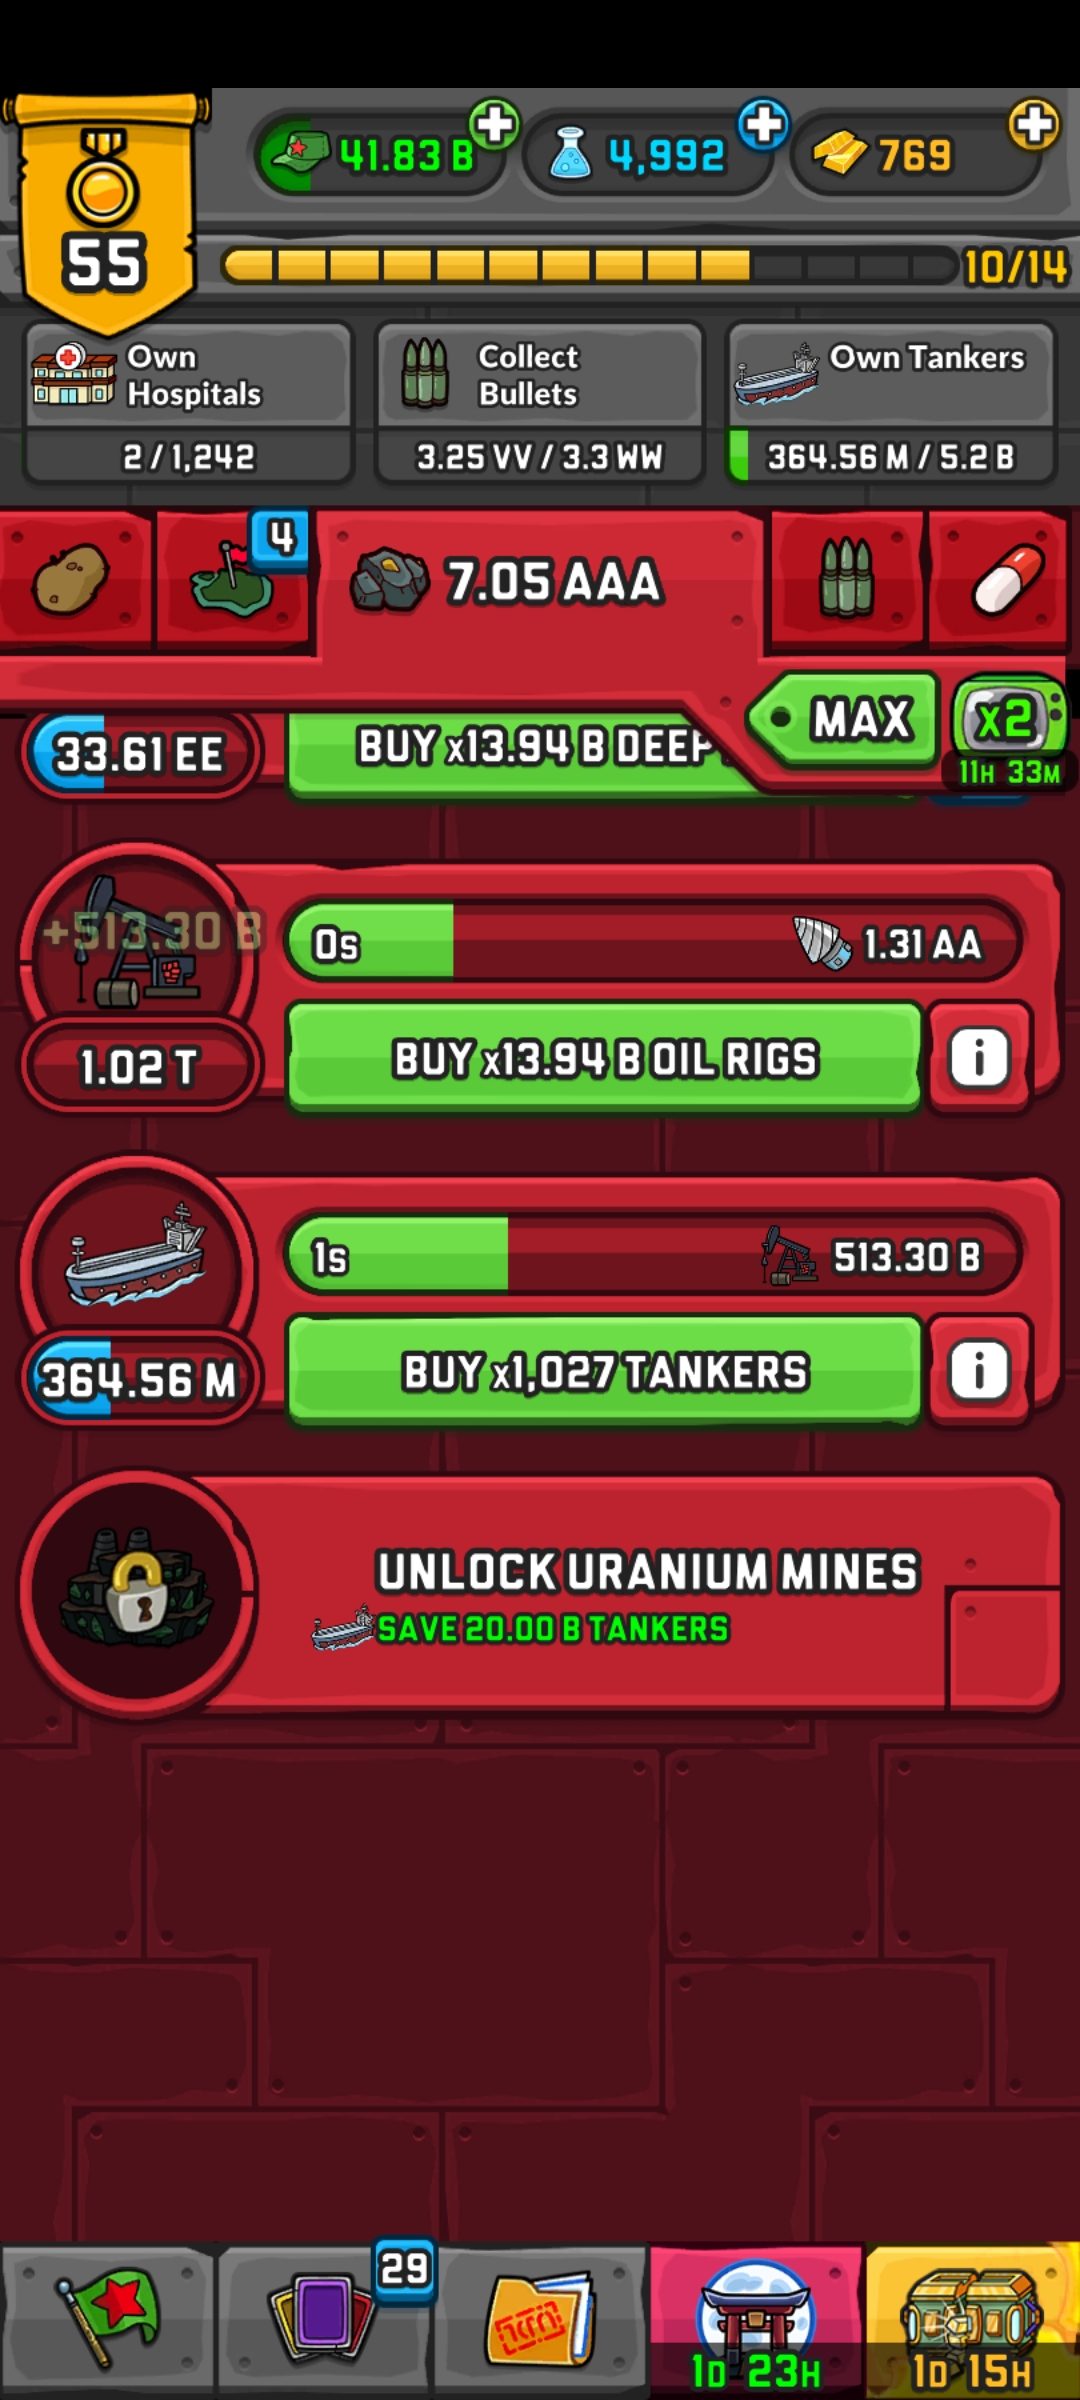 41.83 B
4,992
769
55
10/14
Own
Hospitals
2 / 1,242
Collect
Bullets
3.25 VV / 3.3 WW
Own Tankers
364.56 M / 5.2 B
4
7.05 AAA
MAX
x2
11H 33M
33.61 EE
BUY x13.94 B DEEP
+513.30 B
0s
1.31 AA
1.02 T
BUY x13.94 B OIL RIGS
i
1s
513.30 B
364.56 M
BUY x1,027 TANKERS
i
UNLOCK URANIUM MINES
SAVE 20.00 B TANKERS
29
1D 23H
1D 15H